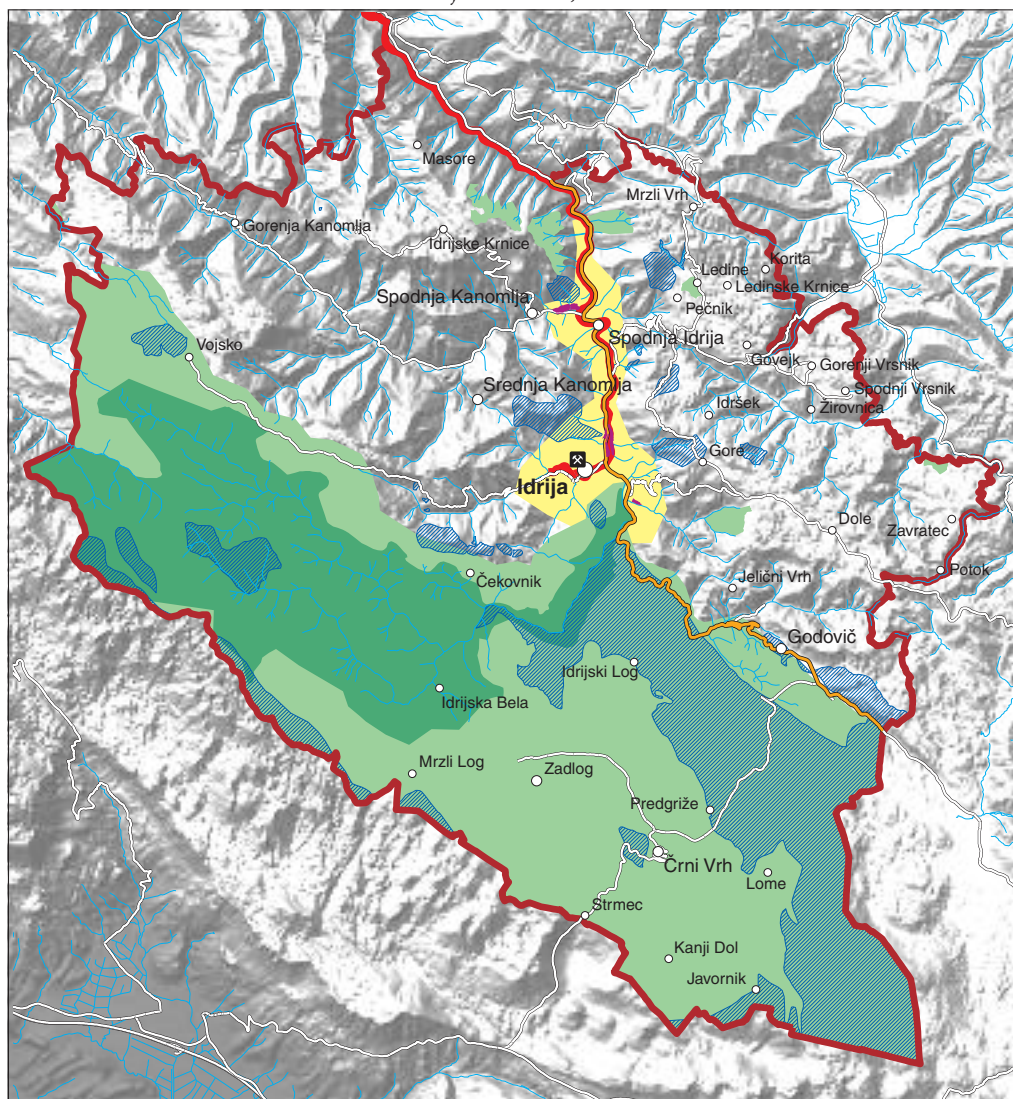 Masore
Mrzli Vrh
Gorenja Kanomlja
Idrijske Krnice
Korita
Ledine
Ledinske Krnice
Spodnja Kanomlja
Pečnik
Spodnja Idrija
Vojsko
Govejk
Gorenji Vrsnik
Srednja Kanomlja
Spodnji Vrsnik
Idršek
Žirovnica
Gore
Idrija
Dole
Zavratec
Čekovnik
Jelični Vrh
Potok
Godovič
Idrijski Log
Idrijska Bela
Mrzli Log
Zadlog
Predgriže
Črni Vrh
Lome
Strmec
Kanji Dol
Javornik